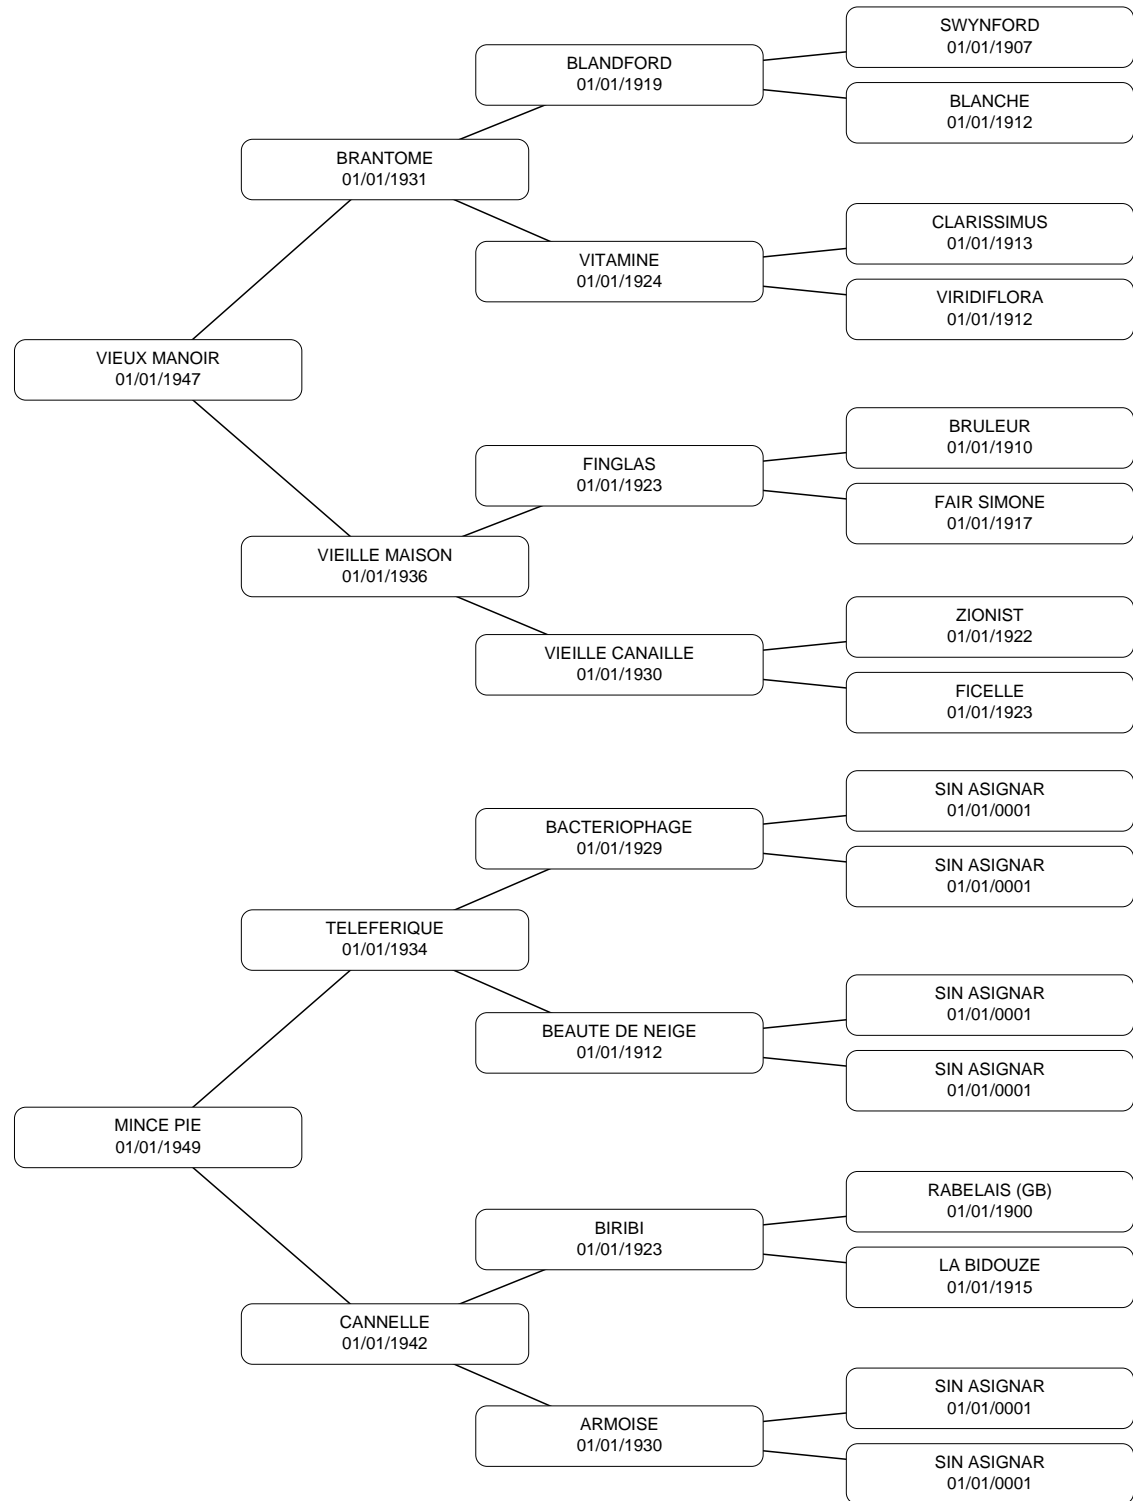 SWYNFORD
01/01/1907
BLANDFORD
01/01/1919
BLANCHE
01/01/1912
BRANTOME
01/01/1931
CLARISSIMUS
01/01/1913
VITAMINE
01/01/1924
VIRIDIFLORA
01/01/1912
VIEUX MANOIR
01/01/1947
BRULEUR
01/01/1910
FINGLAS
01/01/1923
FAIR SIMONE
01/01/1917
VIEILLE MAISON
01/01/1936
ZIONIST
01/01/1922
VIEILLE CANAILLE
01/01/1930
FICELLE
01/01/1923
SIN ASIGNAR
01/01/0001
BACTERIOPHAGE
01/01/1929
SIN ASIGNAR
01/01/0001
TELEFERIQUE
01/01/1934
SIN ASIGNAR
01/01/0001
BEAUTE DE NEIGE
01/01/1912
SIN ASIGNAR
01/01/0001
MINCE PIE
01/01/1949
RABELAIS (GB)
01/01/1900
BIRIBI
01/01/1923
LA BIDOUZE
01/01/1915
CANNELLE
01/01/1942
SIN ASIGNAR
01/01/0001
ARMOISE
01/01/1930
SIN ASIGNAR
01/01/0001